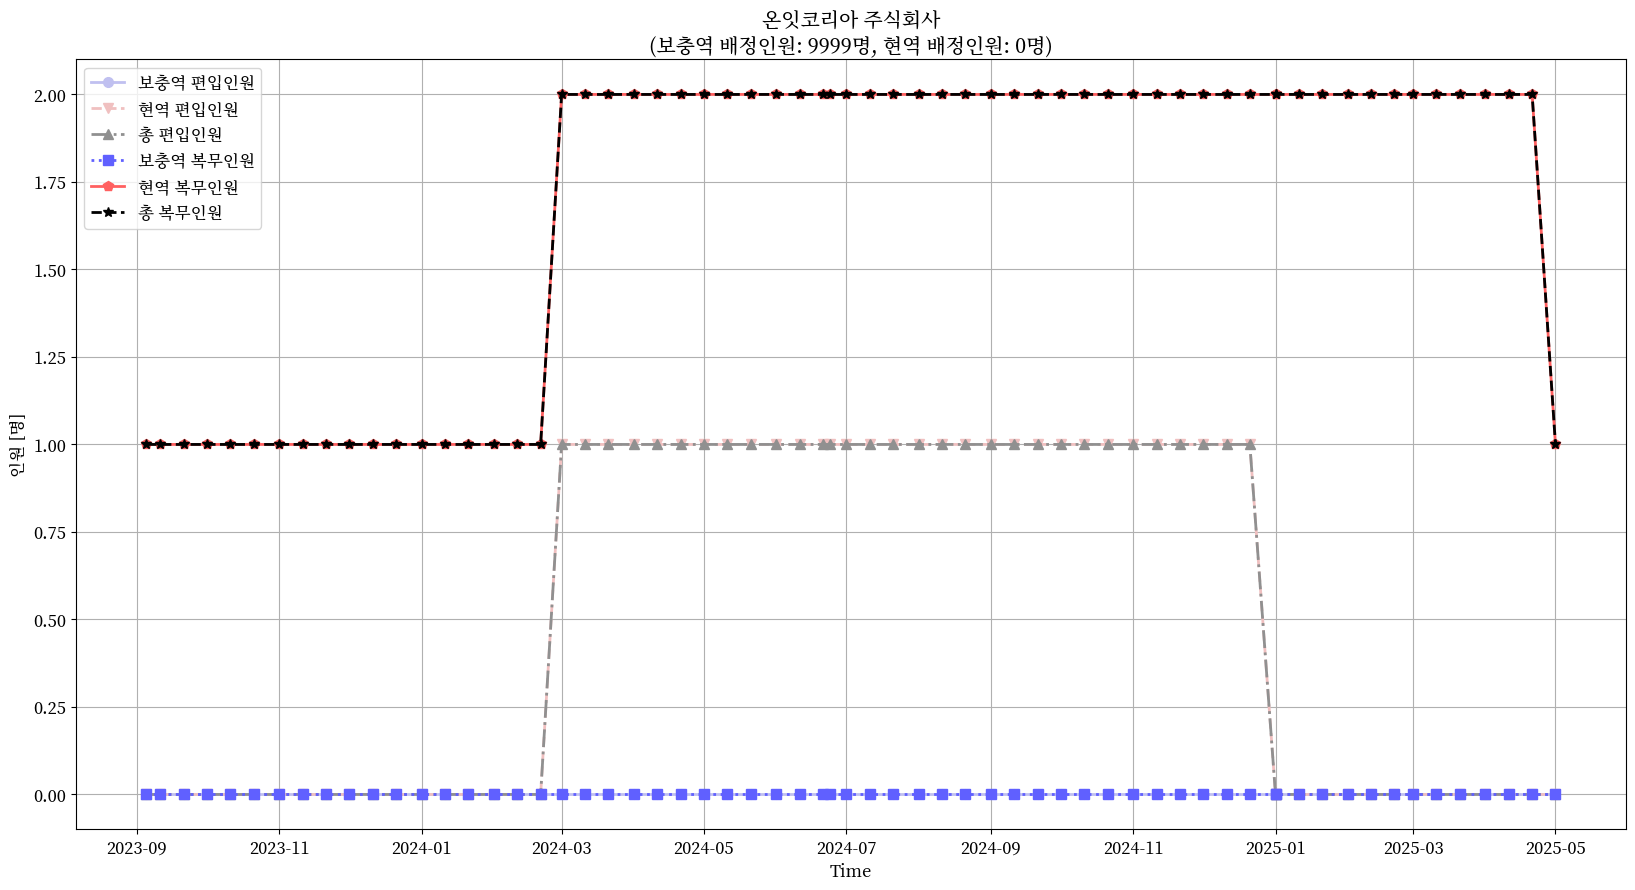 온잇코리아 주식회사
(보충역 배정인원: 9999명, 현역 배정인원: 0명)
보충역 편입인원
현역 편입인원
총 편입인원
보충역 복무인원
현역 복무인원
총 복무인원
2.00
1.75
1.50
1.25
1.00
0.75
0.50
0.25
0.00
인원 [명]
2023-09 2023-11 2024-01 2024-03 2024-05 2024-07 2024-09 2024-11 2025-01 2025-03 2025-05
Time